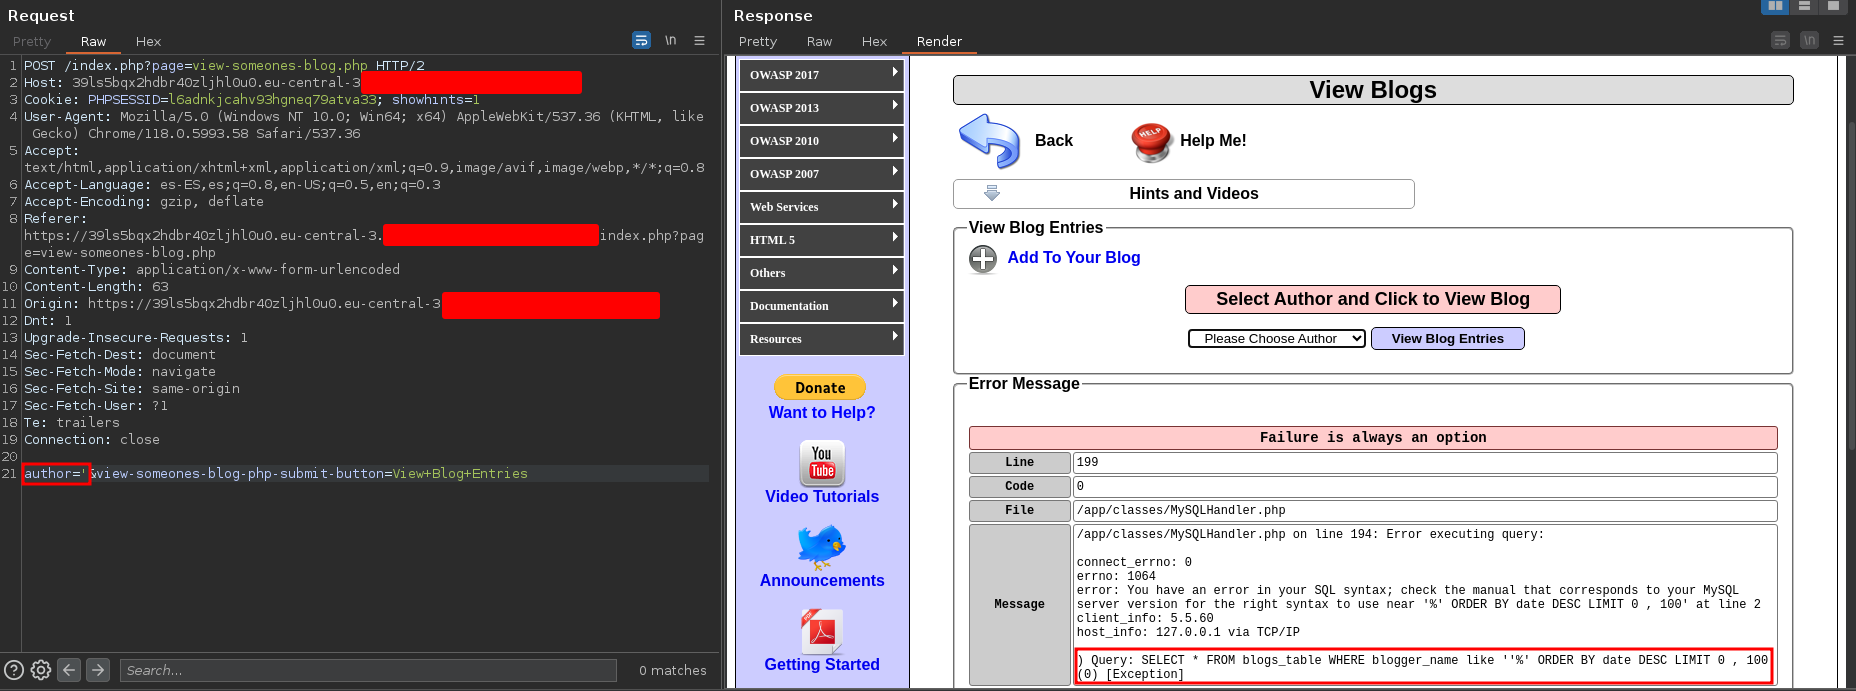 Request
Pretty Raw Hex
\n
1 POST /index.php?page=view-someones-blog.php HTTP/2
2 Host: 39ls5bqx2hdbr40zljhl0u0.eu-central-3
3 Cookie: PHPSESSID=l6adnkjcahv93hgneq79atva33; showhints=1
4 User-Agent: Mozilla/5.0 (Windows NT 10.0; Win64; x64) AppleWebKit/537.36 (KHTML, like
Gecko) Chrome/118.0.5993.58 Safari/537.36
5 Accept:
text/html,application/xhtml+xml,application/xml;q=0.9,image/avif,image/webp,*/*;q=0.8
6 Accept-Language: es-ES,es;q=0.8,en-US;q=0.5,en;q=0.3
7 Accept-Encoding: gzip, deflate
8 Referer:
https://39ls5bqx2hdbr40zljhl0u0.eu-central-3. index.php?pag
e=view-someones-blog.php
9 Content-Type: application/x-www-form-urlencoded
10 Content-Length: 63
11 Origin: https://39ls5bqx2hdbr40zljhl0u0.eu-central-3
12 Dnt: 1
13 Upgrade-Insecure-Requests: 1
14 Sec-Fetch-Dest: document
15 Sec-Fetch-Mode: navigate
16 Sec-Fetch-Site: same-origin
17 Sec-Fetch-User: ?1
18 Te: trailers
19 Connection: close
20
21 author='&view-someones-blog-php-submit-button=View+Blog+Entries
Search...
0 matches
Response
Pretty Raw Hex Render
\n
OWASP 2017
OWASP 2013
OWASP 2010
OWASP 2007
Web Services
HTML 5
Others
Documentation
Resources
Donate
Want to Help?
You
Tube
Video Tutorials
Announcements
PDF
Getting Started
View Blogs
Back
HELP
Help Me!
Hints and Videos
View Blog Entries
Add To Your Blog
Select Author and Click to View Blog
Please Choose Author
View Blog Entries
Error Message
Failure is always an option
Line 199
Code 0
File /app/classes/MySQLHandler.php
Message
/app/classes/MySQLHandler.php on line 194: Error executing query:
connect_errno: 0
errno: 1064
error: You have an error in your SQL syntax; check the manual that corresponds to your MySQL
server version for the right syntax to use near '%' ORDER BY date DESC LIMIT 0 , 100' at line 2
client_info: 5.5.60
host_info: 127.0.0.1 via TCP/IP
) Query: SELECT * FROM blogs_table WHERE blogger_name like ''%' ORDER BY date DESC LIMIT 0 , 100
(0) [Exception]